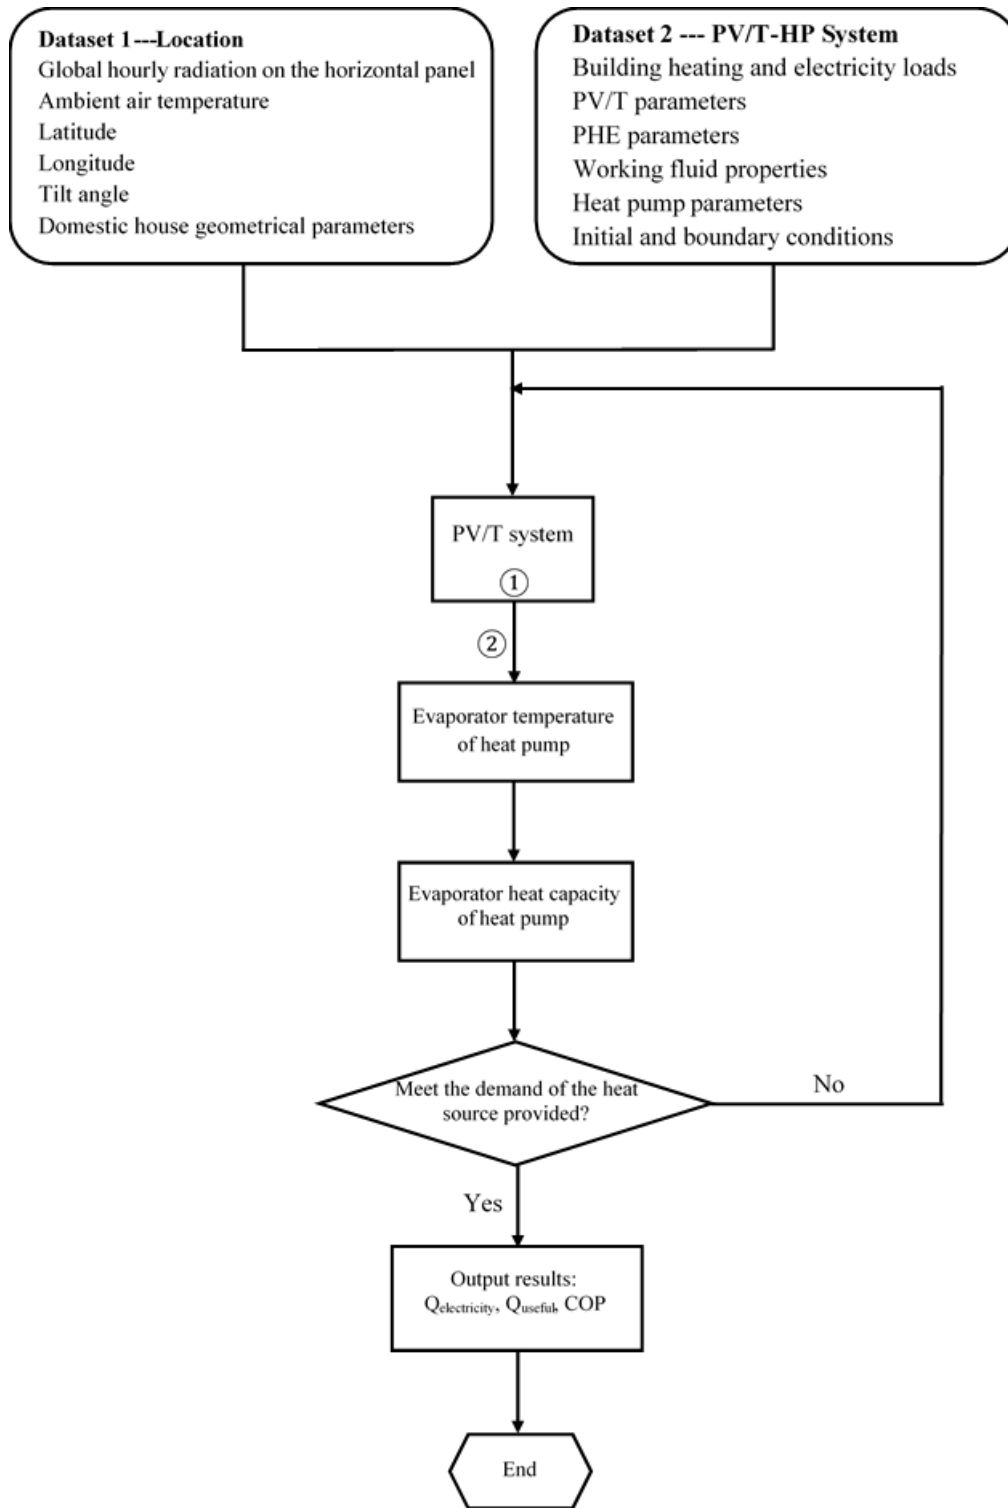 Dataset 1---Location
Global hourly radiation on the horizontal panel
Ambient air temperature
Latitude
Longitude
Tilt angle
Domestic house geometrical parameters
Dataset 2 --- PV/T-HP System
Building heating and electricity loads
PV/T parameters
PHE parameters
Working fluid properties
Heat pump parameters
Initial and boundary conditions
PV/T system
①
②
Evaporator temperature
of heat pump
Evaporator heat capacity
of heat pump
Meet the demand of the heat
source provided?
No
Yes
Output results:
Qelectricity, Quseful, COP
End